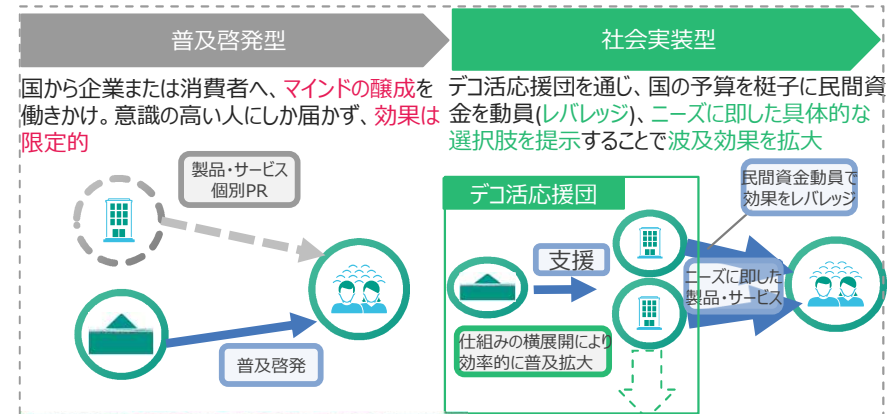 普及啓発型
社会実装型
国から企業または消費者へ、マインドの醸成を
働きかけ。意識の高い人にしか届かず、効果は
限定的
デコ活応援団を通じ、国の予算を梃子に民間資
金を動員(レバレッジ)、ニーズに即した具体的な
選択肢を提示することで波及効果を拡大
製品・サービス
個別PR
普及啓発
デコ活応援団
民間資金動員で
効果をレバレッジ
支援
ニーズに即した
製品・サービス
仕組みの横展開により
効率的に普及拡大